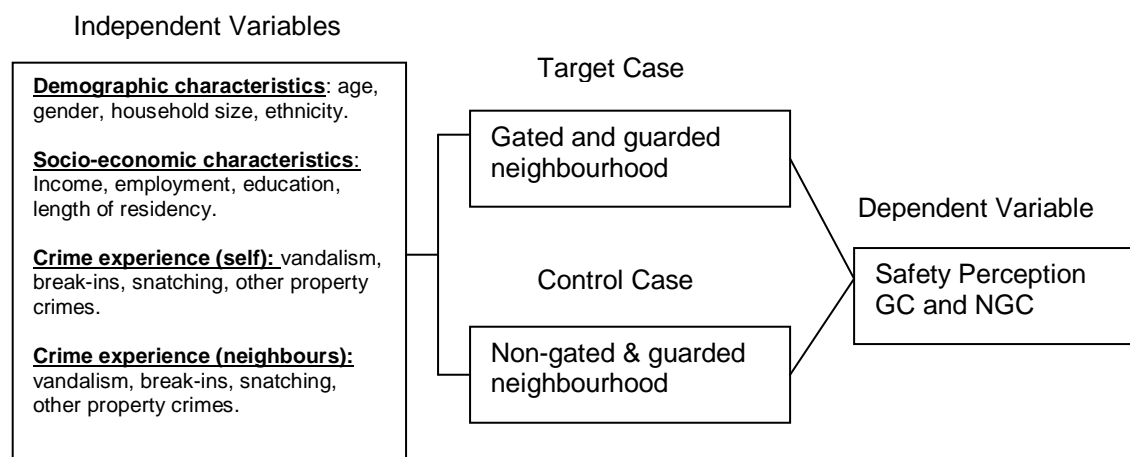 Independent Variables
Demographic characteristics: age,
gender, household size, ethnicity.
Socio-economic characteristics:
Income, employment, education,
length of residency.
Crime experience (self): vandalism,
break-ins, snatching, other property
crimes.
Crime experience (neighbours):
vandalism, break-ins, snatching,
other property crimes.
Target Case
Gated and guarded
neighbourhood
Control Case
Non-gated & guarded
neighbourhood
Dependent Variable
Safety Perception
GC and NGC